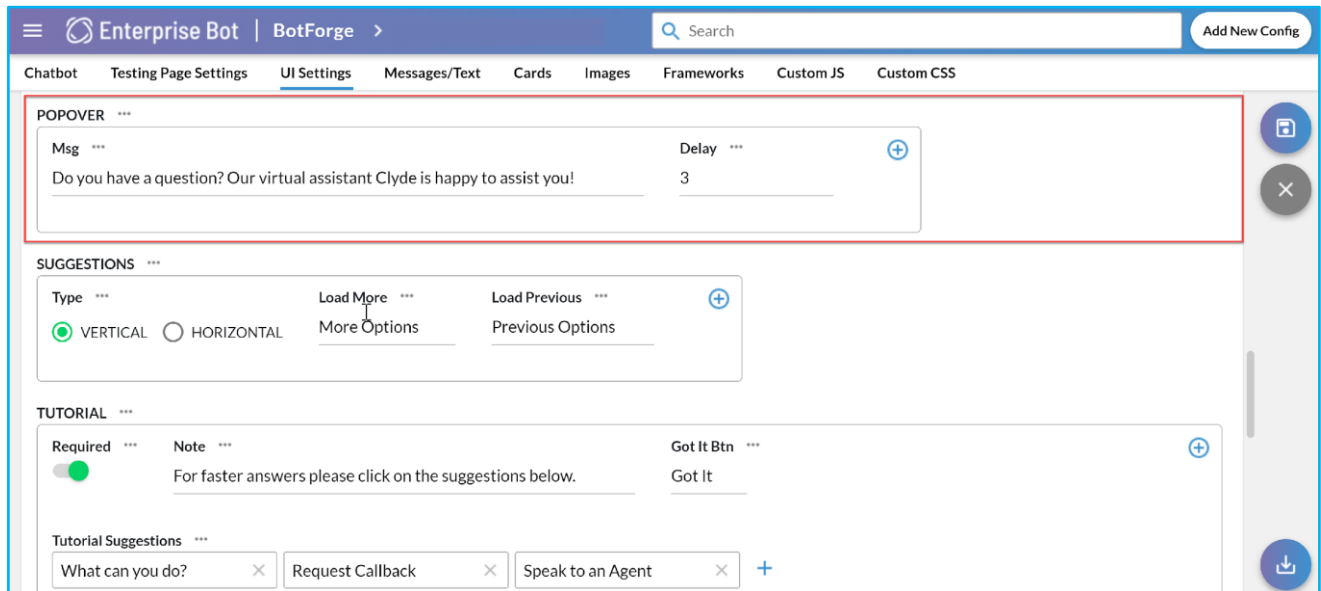 Enterprise Bot | BotForge >
Search
Add New Config
Chatbot Testing Page Settings UI Settings Messages/Text Cards Images Frameworks Custom JS Custom CSS
POPOVER ···
Msg ··· Delay ···
Do you have a question? Our virtual assistant Clyde is happy to assist you! 3
SUGGESTIONS ···
Type ··· Load More ··· Load Previous ···
VERTICAL HORIZONTAL More Options Previous Options
TUTORIAL ···
Required ··· Note ··· Got It Btn ···
For faster answers please click on the suggestions below. Got It
Tutorial Suggestions ···
What can you do? × Request Callback × Speak to an Agent × +